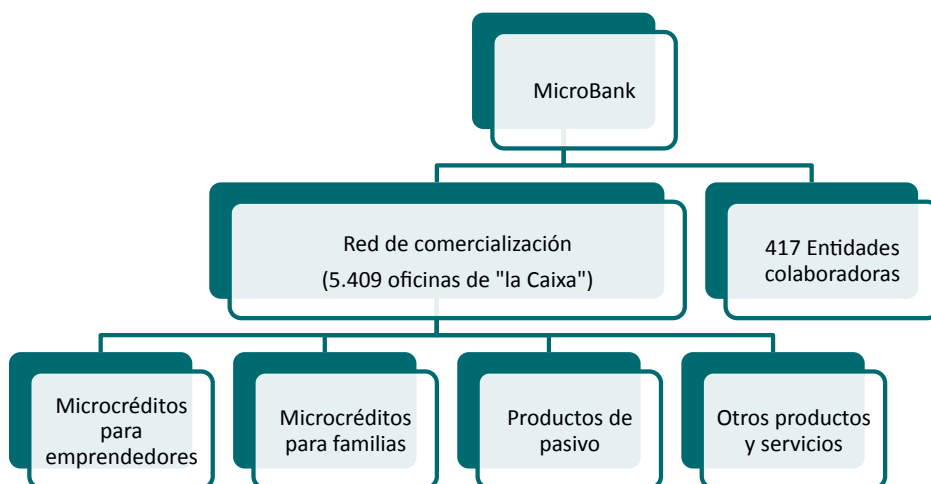 MicroBank
Red de comercialización
(5.409 oficinas de "la Caixa")
417 Entidades
colaboradoras
Microcréditos
para
emprendedores
Microcréditos
para familias
Productos de
pasivo
Otros productos
y servicios